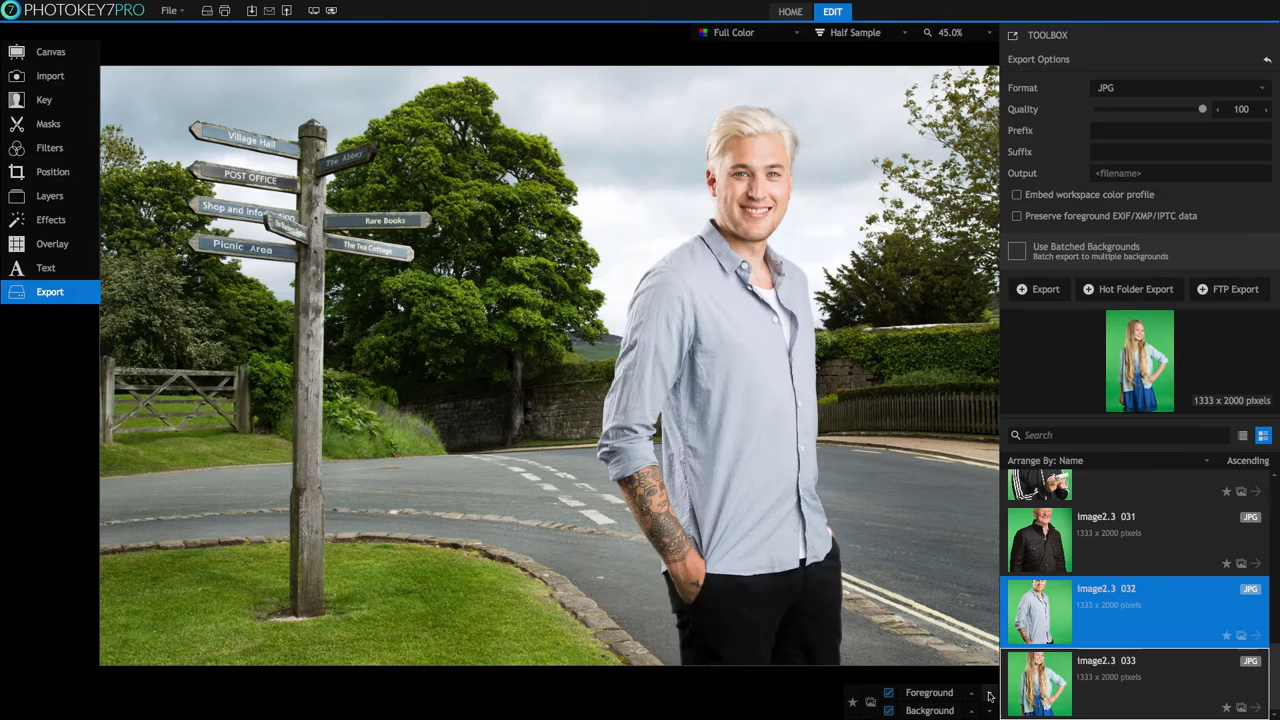 7 PHOTOKEY7PRO
File
HOME
EDIT
Full Color
Half Sample
45.0%
Canvas
Import
Key
Masks
Filters
Position
Layers
Effects
Overlay
Text
Export
Village Hall
The Abbey
POST OFFICE
Shop and Information
Rare Books
Picnic Area
The Tea Cottage
TOOLBOX
Export Options
Format JPG
Quality 100
Prefix
Suffix
Output <filename>
Embed workspace color profile
Preserve foreground EXIF/XMP/IPTC data
Use Batched Backgrounds
Batch export to multiple backgrounds
Export
Hot Folder Export
FTP Export
1333 x 2000 pixels
Search
Arrange By: Name
Ascending
image2.3 031 JPG
1333 x 2000 pixels
image2.3 032 JPG
1333 x 2000 pixels
image2.3 033 JPG
1333 x 2000 pixels
Foreground
Background